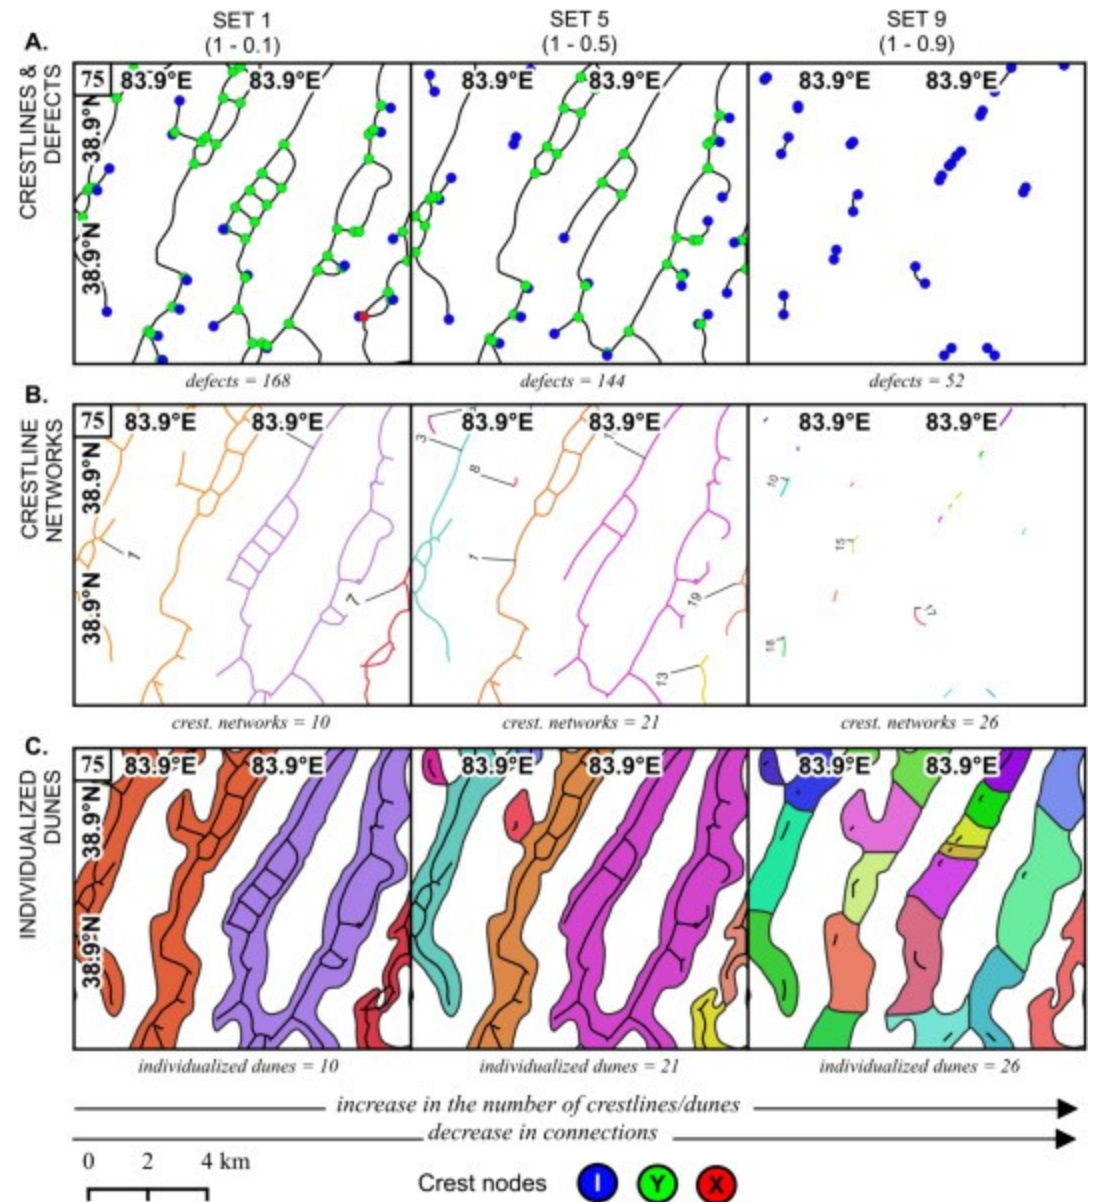 SET 1
(1 - 0.1)
SET 5
(1 - 0.5)
SET 9
(1 - 0.9)
A.
CRESTLINES &
DEFECTS
75
83.9°E
83.9°E
83.9°E
83.9°E
83.9°E
83.9°E
38.9°N
38.9°N
defects = 168
defects = 144
defects = 52
B.
CRESTLINE
NETWORKS
75
83.9°E
83.9°E
83.9°E
83.9°E
83.9°E
83.9°E
38.9°N
38.9°N
1
7
3
8
1
1
19
13
10
15
17
18
crest. networks = 10
crest. networks = 21
crest. networks = 26
C.
INDIVIDUALIZED
DUNES
75
83.9°E
83.9°E
83.9°E
83.9°E
83.9°E
83.9°E
38.9°N
38.9°N
individualized dunes = 10
individualized dunes = 21
individualized dunes = 26
increase in the number of crestlines/dunes
decrease in connections
0 2 4 km
Crest nodes I Y X